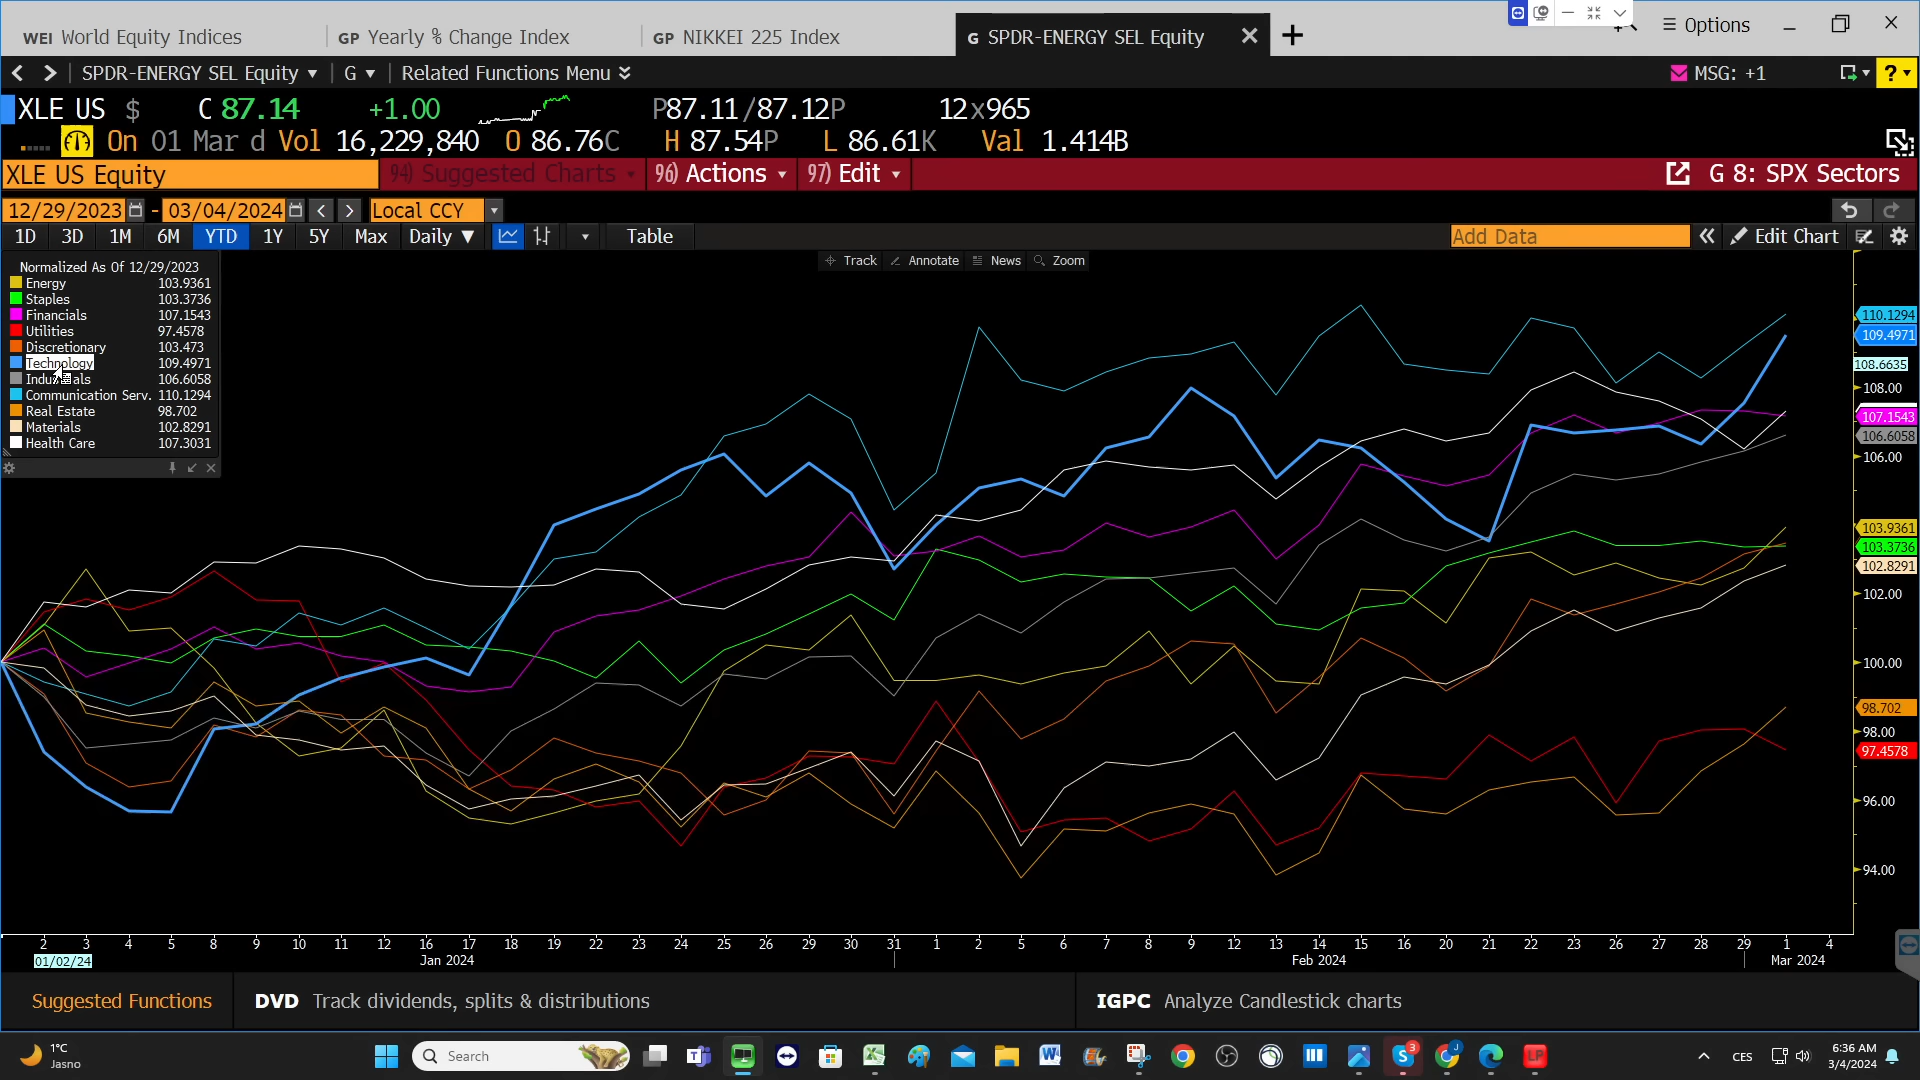 WEI World Equity Indices
GP Yearly % Change Index
GP NIKKEI 225 Index
G SPDR-ENERGY SEL Equity
Options
SPDR-ENERGY SEL Equity
G
Related Functions Menu
MSG: +1
?
XLE US $ C 87.14 +1.00 P87.11/87.12P 12x965
On 01 Mar d Vol 16,229,840 O 86.76C H 87.54P L 86.61K Val 1.414B
XLE US Equity
94) Suggested Charts
96) Actions
97) Edit
G 8: SPX Sectors
12/29/2023 - 03/04/2024
Local CCY
1D 3D 1M 6M YTD 1Y 5Y Max Daily ▼
Table
Add Data
Edit Chart
Track Annotate News Zoom
Normalized As Of 12/29/2023
Energy 103.9361
Staples 103.3736
Financials 107.1543
Utilities 97.4578
Discretionary 103.473
Technology 109.4971
Industrials 106.6058
Communication Serv. 110.1294
Real Estate 98.702
Materials 102.8291
Health Care 107.3031
110.1294
109.4971
108.6635
108.00
107.1543
106.6058
106.00
103.9361
103.3736
102.8291
102.00
100.00
98.702
98.00
97.4578
96.00
94.00
2 3 4 5 8 9 10 11 12 16 17 18 19 22 23 24 25 26 29 30 31 1 2 5 6 7 8 9 12 13 14 15 16 20 21 22 23 26 27 28 29 1 4
01/02/24
Jan 2024
Feb 2024
Mar 2024
Suggested Functions
DVD Track dividends, splits & distributions
IGPC Analyze Candlestick charts
1°C
Jasno
Search
3
J
LP
CES
6:36 AM
3/4/2024